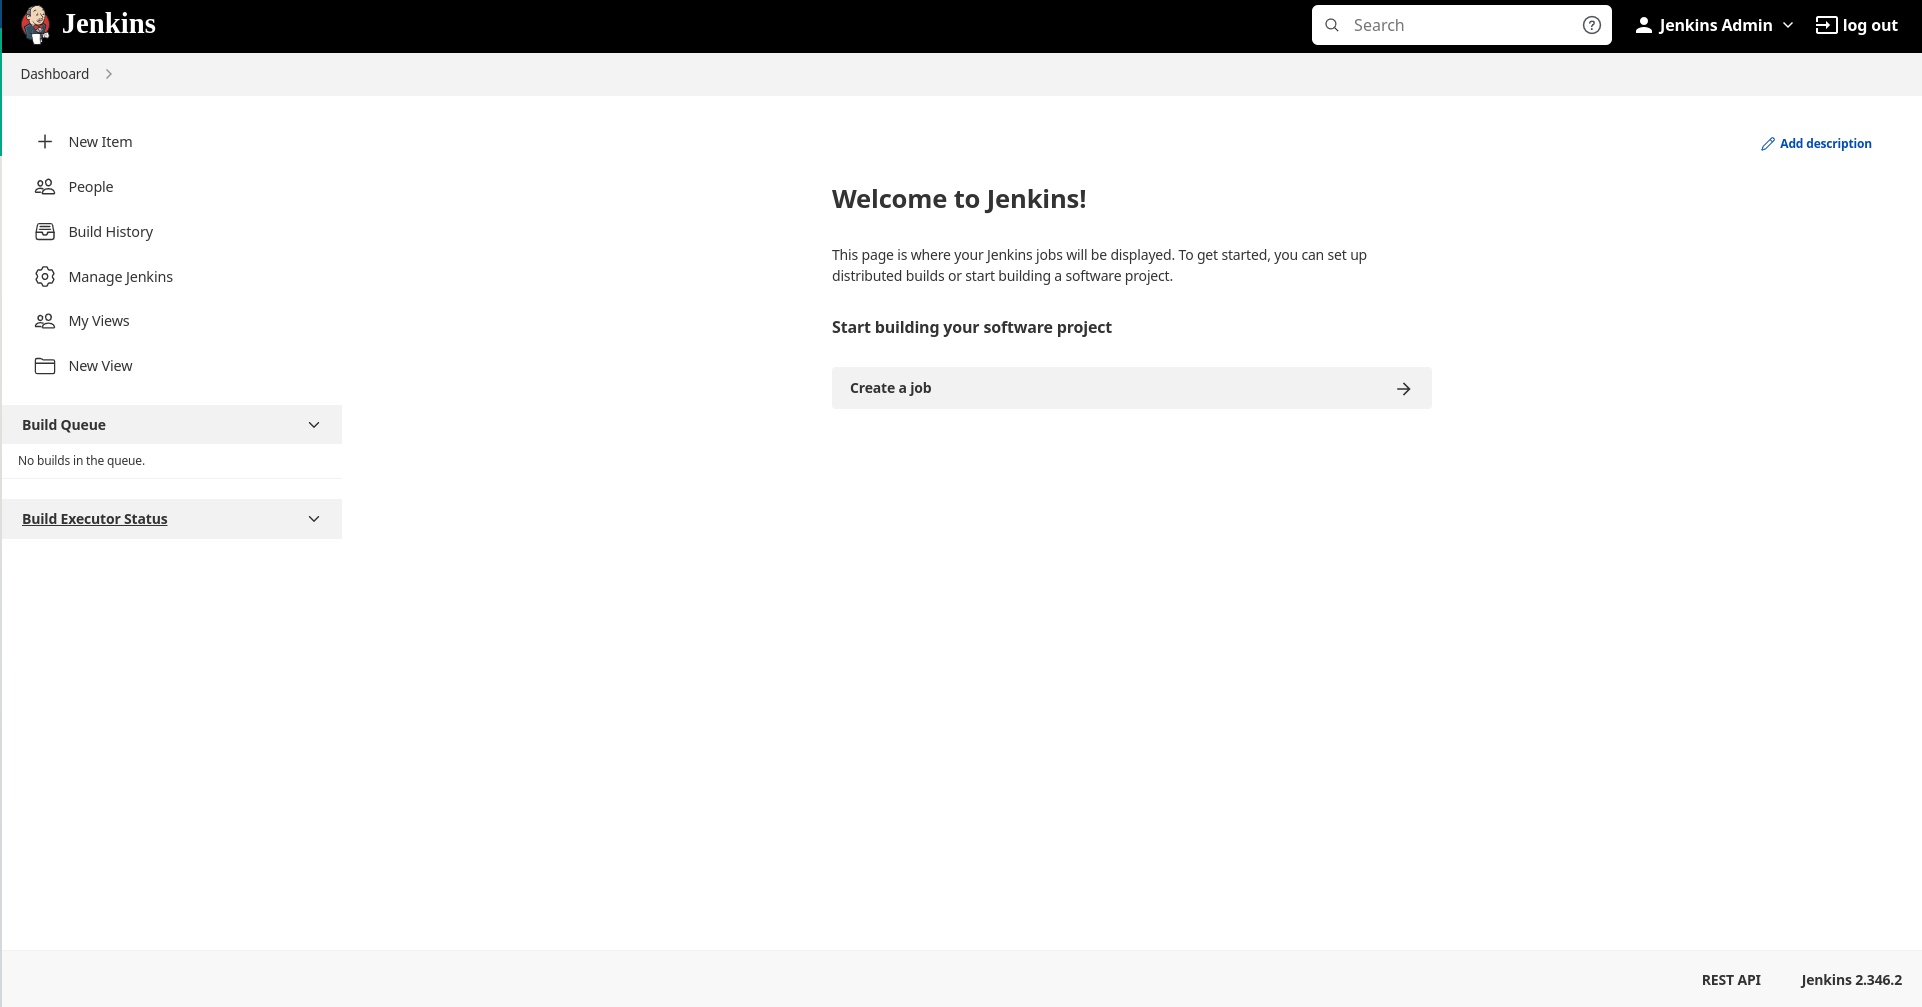 Jenkins
Search
Jenkins Admin
log out
Dashboard
New Item
People
Build History
Manage Jenkins
My Views
New View
Build Queue
No builds in the queue.
Build Executor Status
Add description
Welcome to Jenkins!
This page is where your Jenkins jobs will be displayed. To get started, you can set up
distributed builds or start building a software project.
Start building your software project
Create a job
REST API
Jenkins 2.346.2